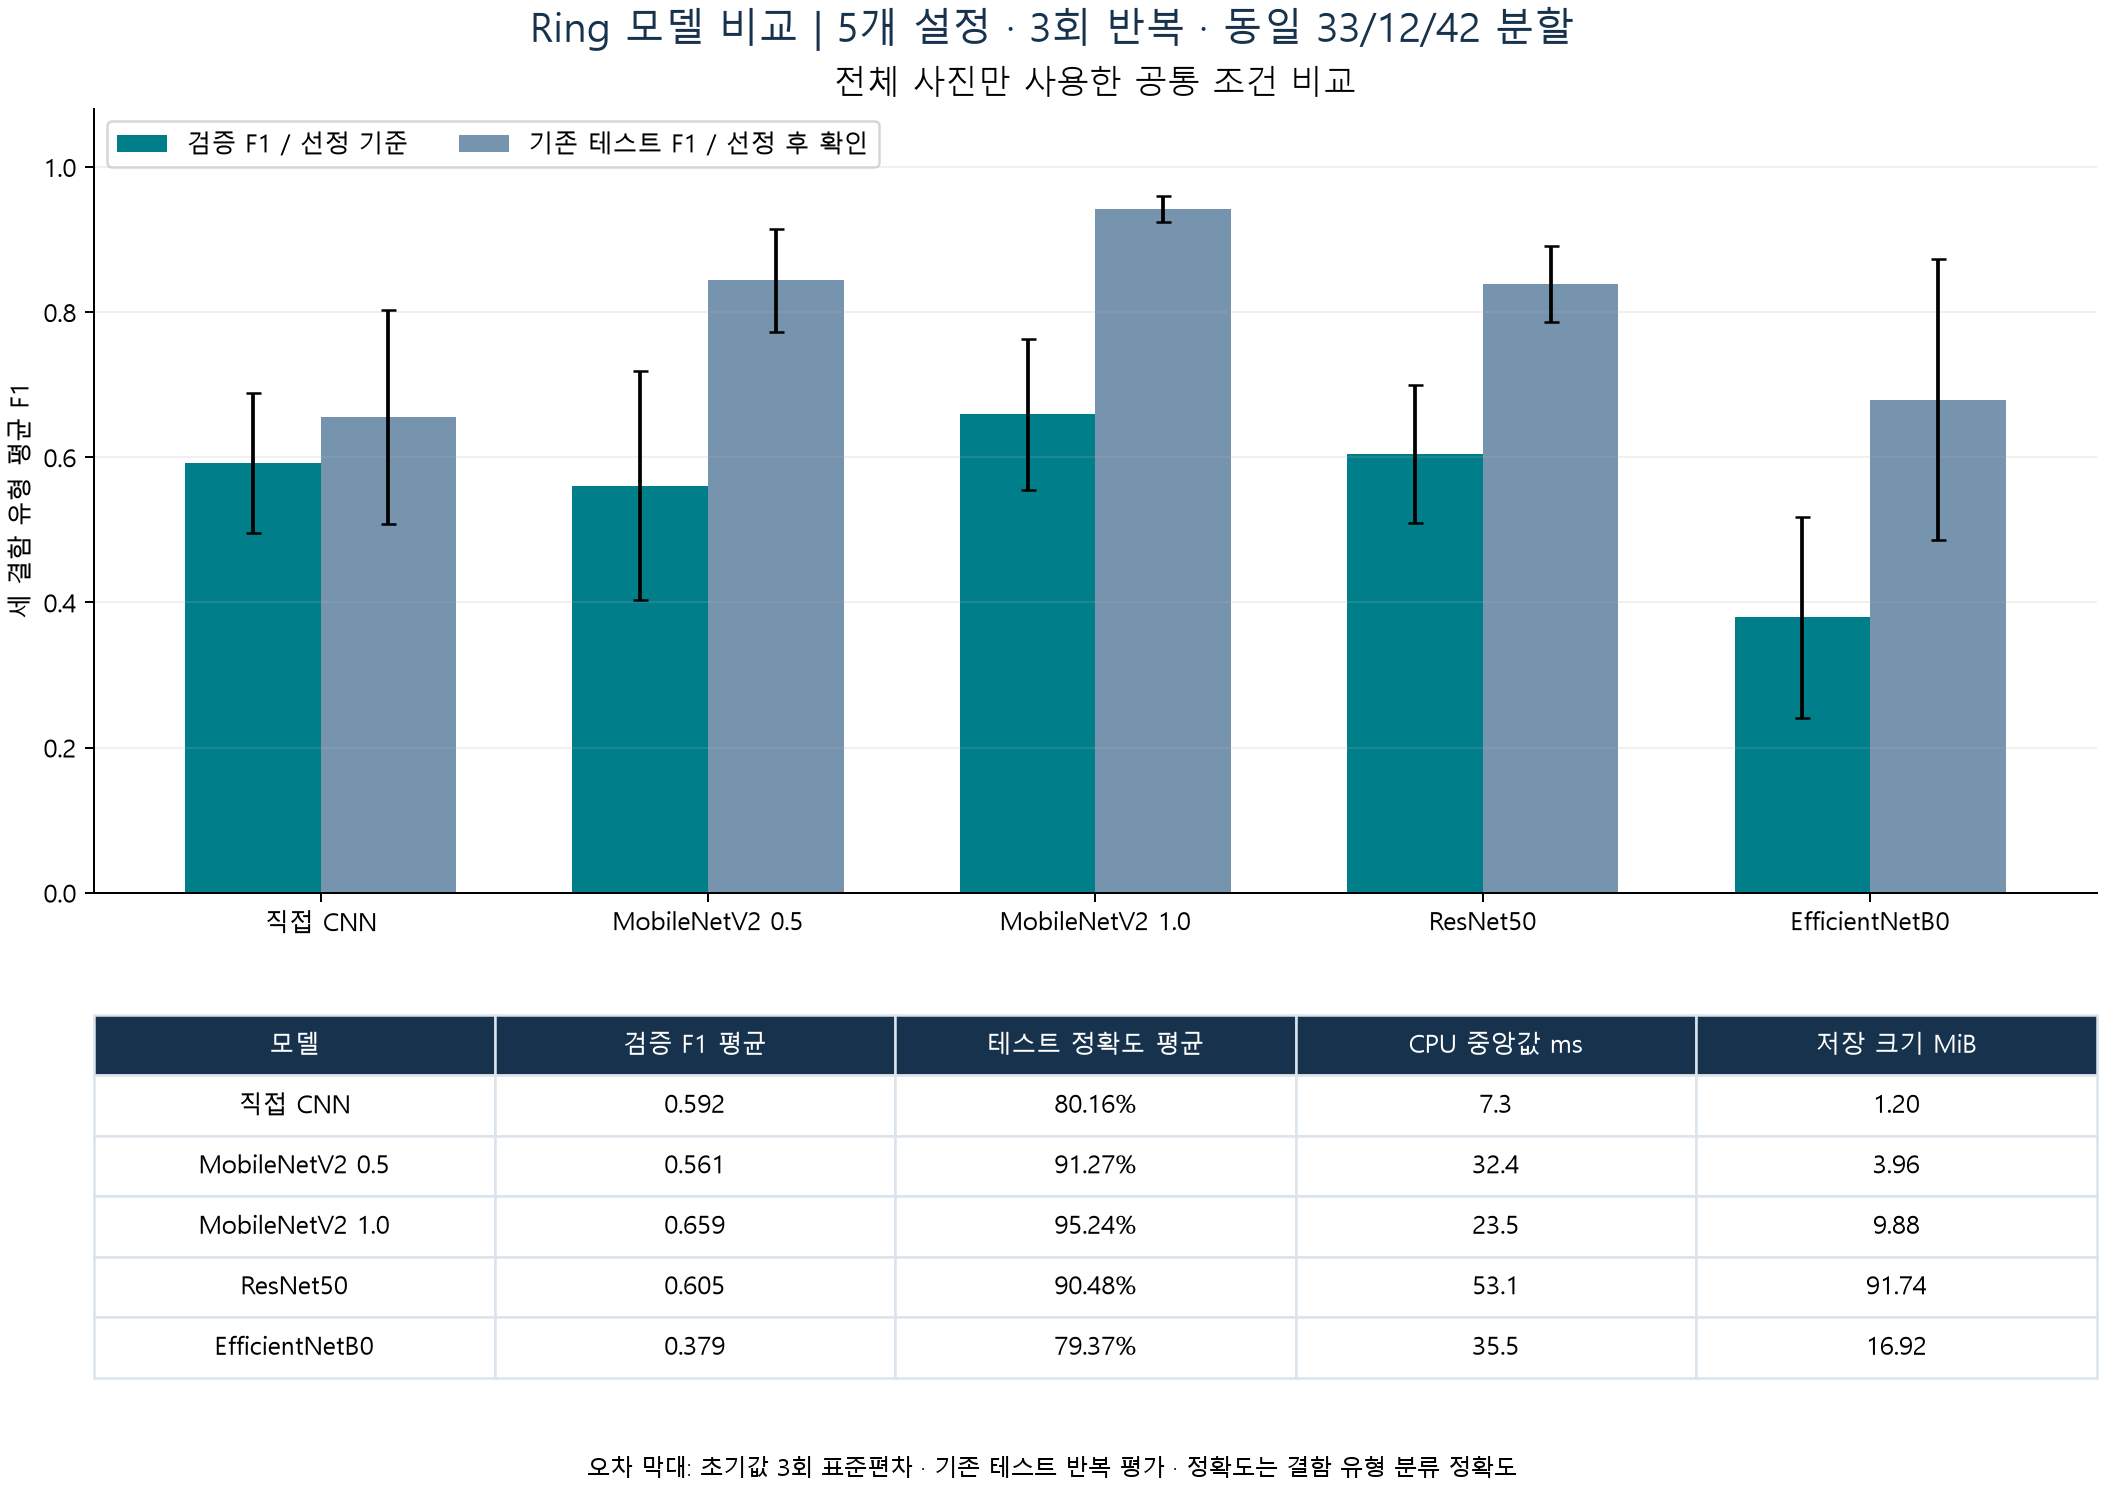 Ring 모델 비교 | 5개 설정 · 3회 반복 · 동일 33/12/42 분할
전체 사진만 사용한 공통 조건 비교
검증 F1 / 선정 기준 기존 테스트 F1 / 선정 후 확인
세 결함 유형 평균 F1
1.0
0.8
0.6
0.4
0.2
0.0
직접 CNN MobileNetV2 0.5 MobileNetV2 1.0 ResNet50 EfficientNetB0
모델 검증 F1 평균 테스트 정확도 평균 CPU 중앙값 ms 저장 크기 MiB
직접 CNN 0.592 80.16% 7.3 1.20
MobileNetV2 0.5 0.561 91.27% 32.4 3.96
MobileNetV2 1.0 0.659 95.24% 23.5 9.88
ResNet50 0.605 90.48% 53.1 91.74
EfficientNetB0 0.379 79.37% 35.5 16.92
오차 막대: 초기값 3회 표준편차 · 기존 테스트 반복 평가 · 정확도는 결함 유형 분류 정확도